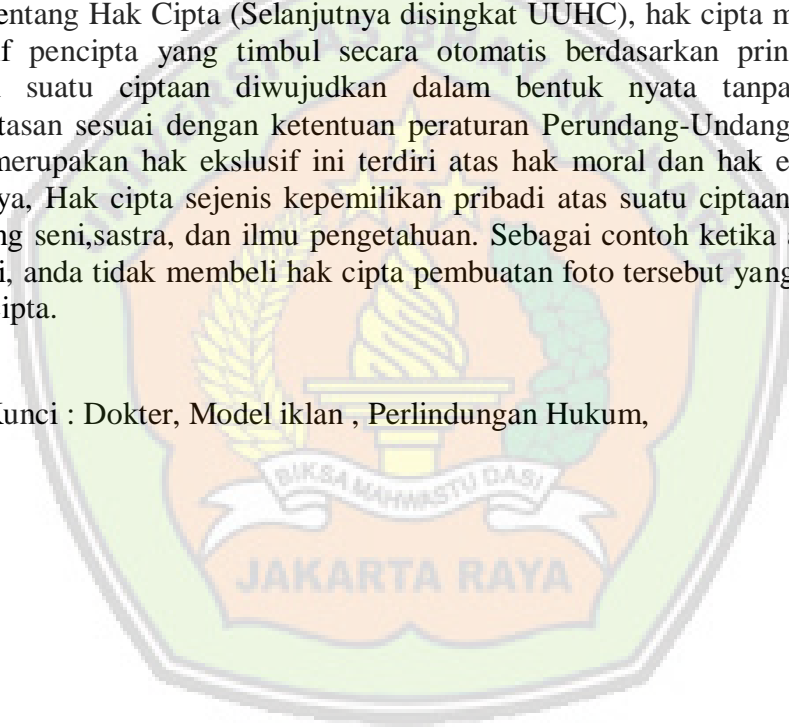 entang Hak Cipta (Selanjutnya disingkat UUHC), hak cipta m
f pencipta yang timbul secara otomatis berdasarkan prin
suatu ciptaan diwujudkan dalam bentuk nyata tanpa
tasan sesuai dengan ketentuan peraturan Perundang-Undang
merupakan hak ekslusif ini terdiri atas hak moral dan hak e
ya, Hak cipta sejenis kepemilikan pribadi atas suatu ciptaan
ng seni,sastra, dan ilmu pengetahuan. Sebagai contoh ketika a
i, anda tidak membeli hak cipta pembuatan foto tersebut yang
ipta.
Kunci : Dokter, Model iklan , Perlindungan Hukum,
UNIVERSITAS BHAYANGKARA
BIKSA MAHWASTU DASI
JAKARTA RAYA